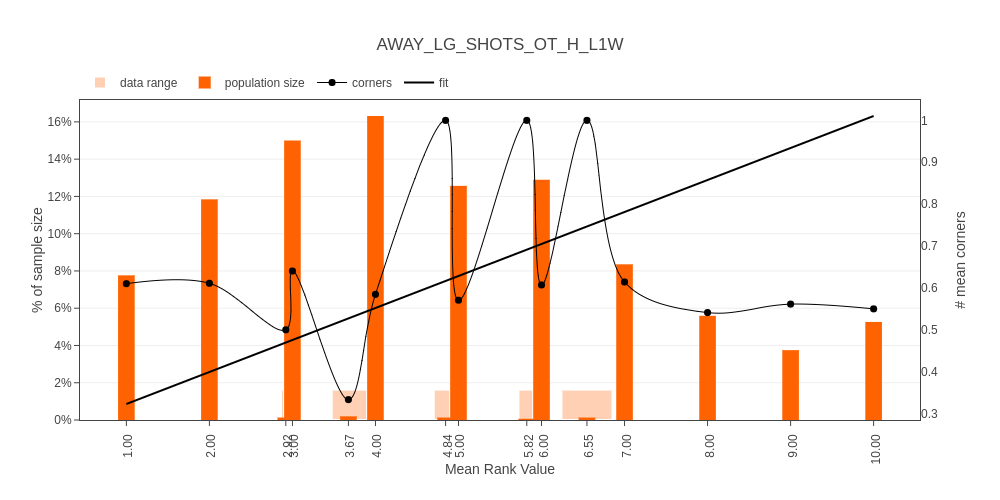 AWAY_LG_SHOTS_OT_H_L1W
data range population size corners fit
16%
14%
12%
10%
8%
6%
4%
2%
0%
% of sample size
1
0.9
0.8
0.7
0.6
0.5
0.4
0.3
# mean corners
1.00 2.00 2.92 3.00 3.67 4.00 4.84 5.00 5.82 6.00 6.55 7.00 8.00 9.00 10.00
Mean Rank Value